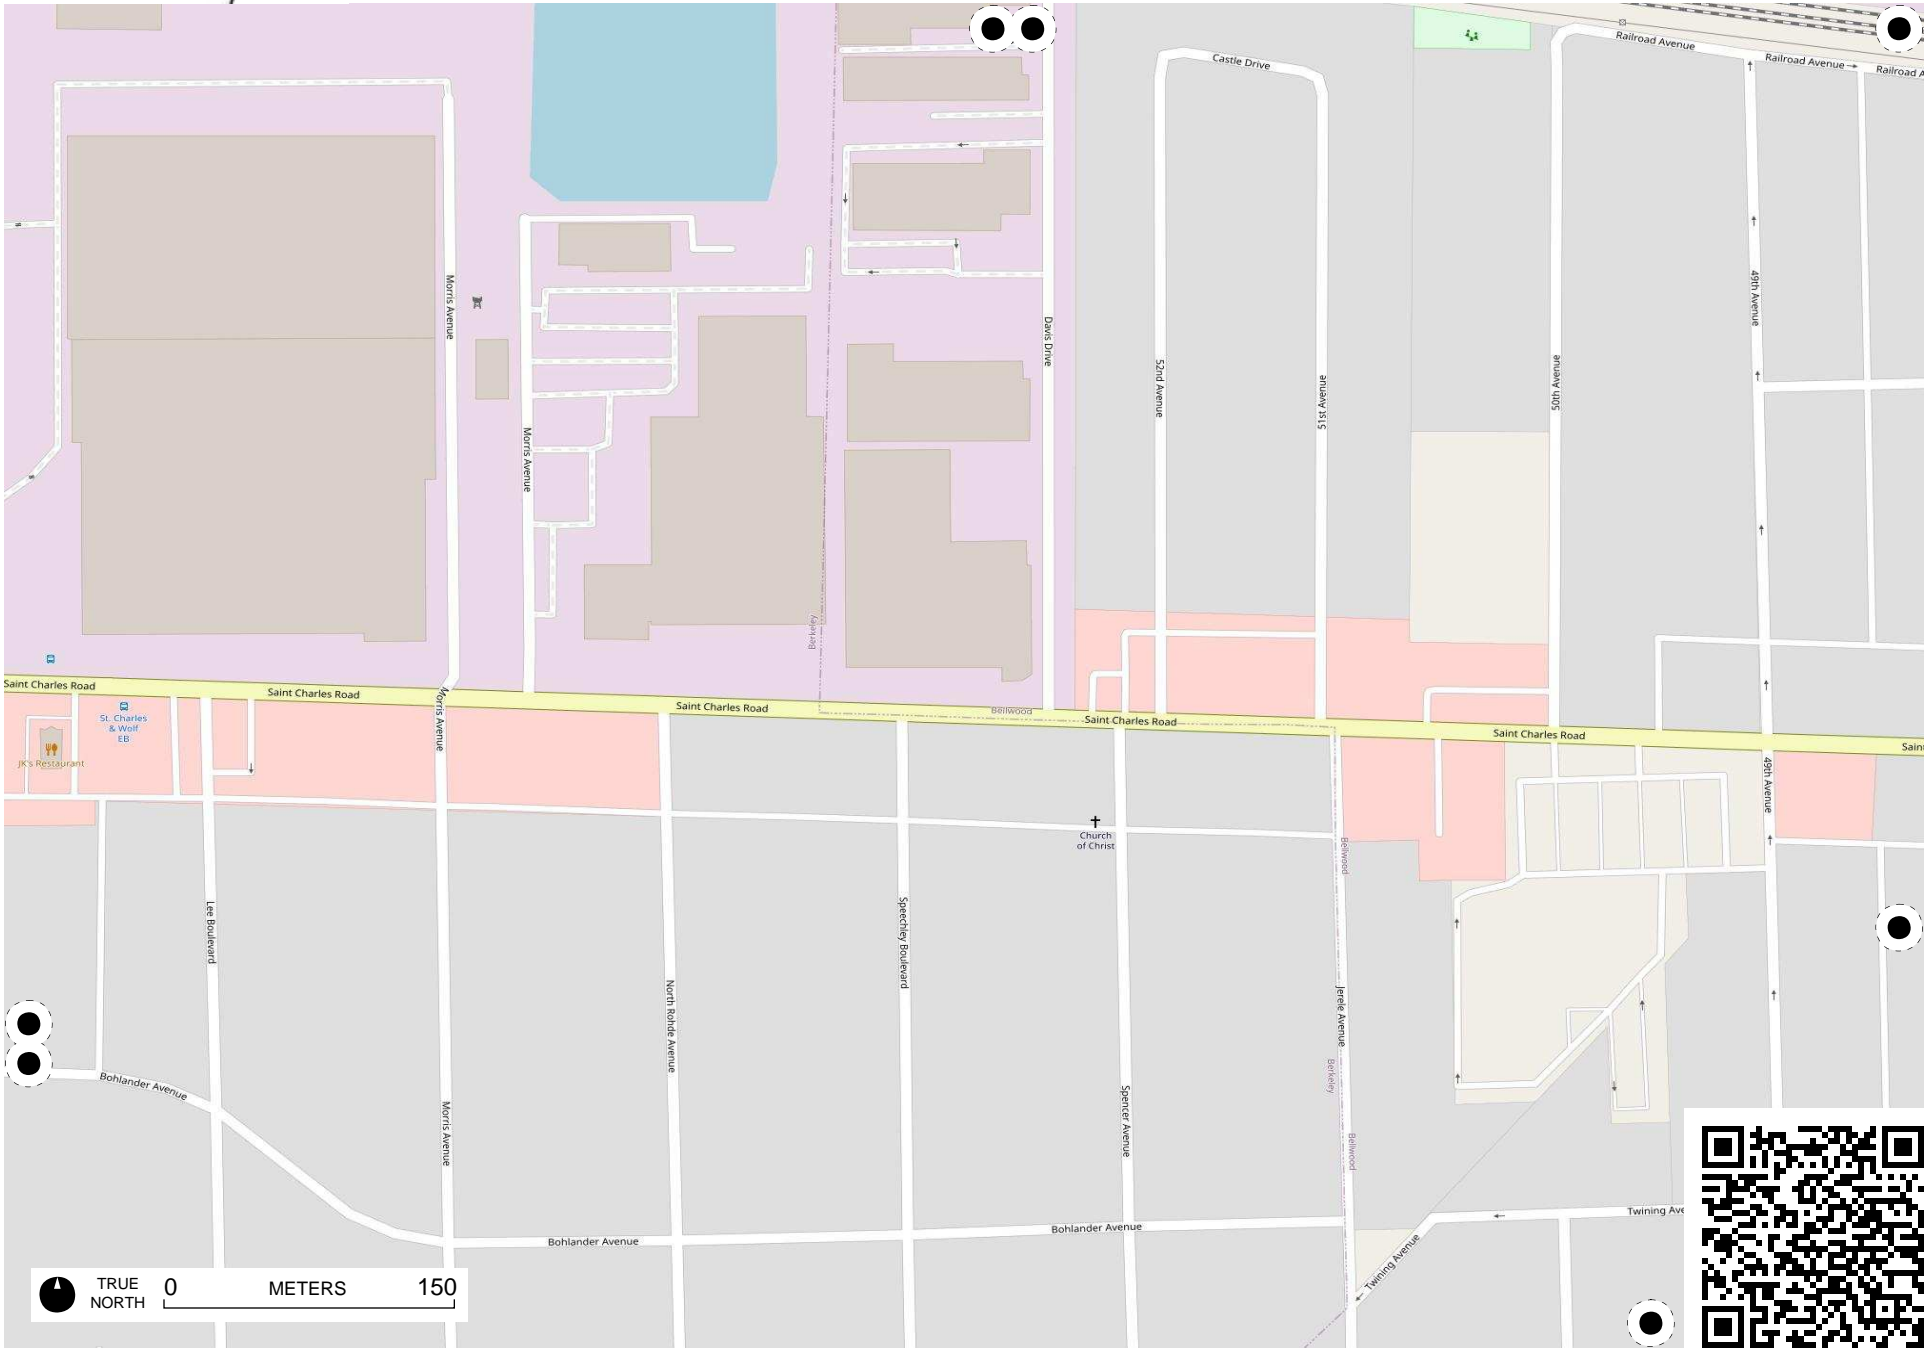 Railroad Avenue
Railroad Avenue
Railroad A
Castle Drive
Morris Avenue
49th Avenue
Davis Drive
52nd Avenue
51st Avenue
50th Avenue
Morris Avenue
Berkeley
Saint Charles Road
Saint Charles Road
Saint Charles Road
Bellwood
Saint Charles Road
Saint Charles Road
Saint
Morris Avenue
St. Charles
& Wolf
EB
JK's Restaurant
49th Avenue
Church
of Christ
Bellwood
Lee Boulevard
Speechley Boulevard
North Rohde Avenue
Jerele Avenue
Bohlander Avenue
Morris Avenue
Spencer Avenue
Berkeley
Bellwood
Bohlander Avenue
Bohlander Avenue
Twining Ave
Twining Avenue
TRUE
NORTH
0 METERS 150